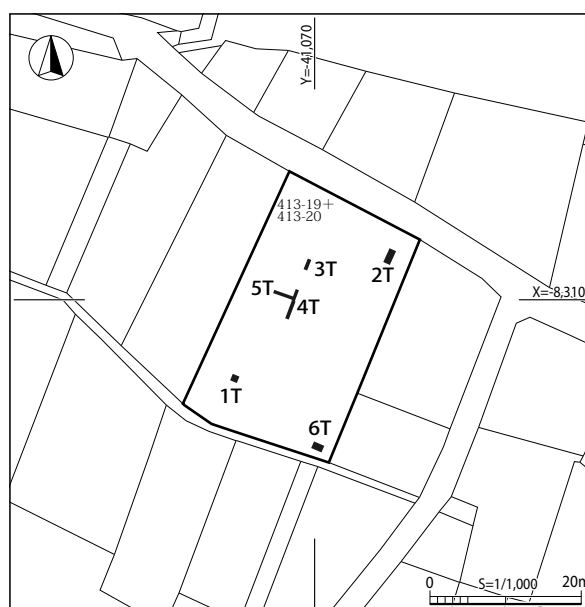 Y=-41,070
413-19+
413-20
3T
2T
5T
4T
X=-8,310
1T
6T
0 S=1/1,000 20m